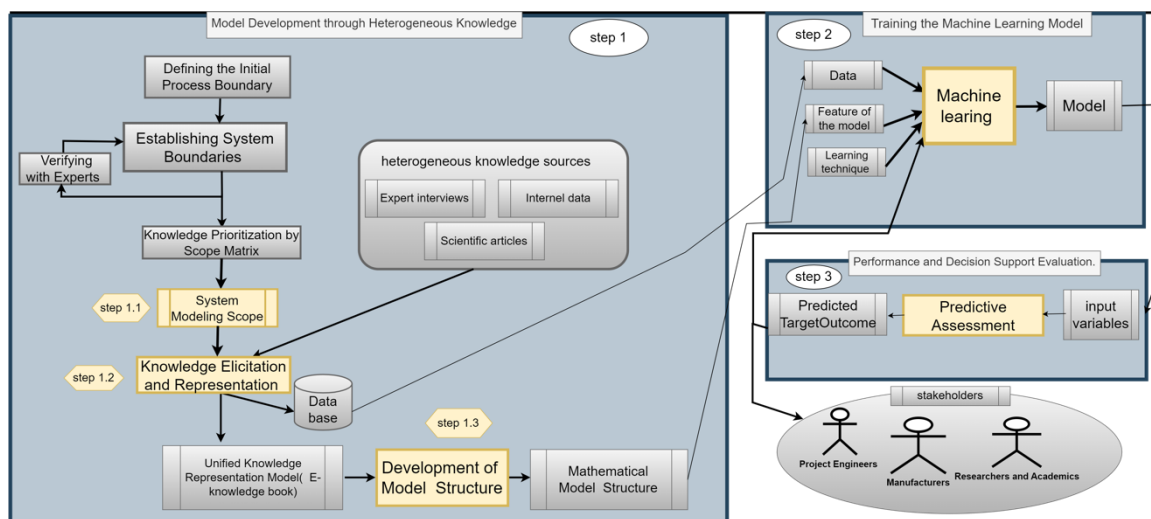 Model Development through Heterogeneous Knowledge
step 1
Defining the Initial
Process Boundary
Establishing System
Boundaries
Verifying
with Experts
Knowledge Prioritization by
Scope Matrix
step 1.1
System
Modeling Scope
heterogeneous knowledge sources
Expert interviews
Internel data
Scientific articles
step 1.2
Knowledge Elicitation
and Representation
Data
base
step 1.3
Unified Knowledge
Representation Model( E-
knowledge book)
Development of
Model Structure
Mathematical
Model Structure
Training the Machine Learning Model
step 2
Data
Feature of
the model
Learning
technique
Machine
learing
Model
Performance and Decision Support Evaluation.
step 3
Predicted
TargetOutcome
Predictive
Assessment
input
variables
stakeholders
Project Engineers
Manufacturers
Researchers and Academics